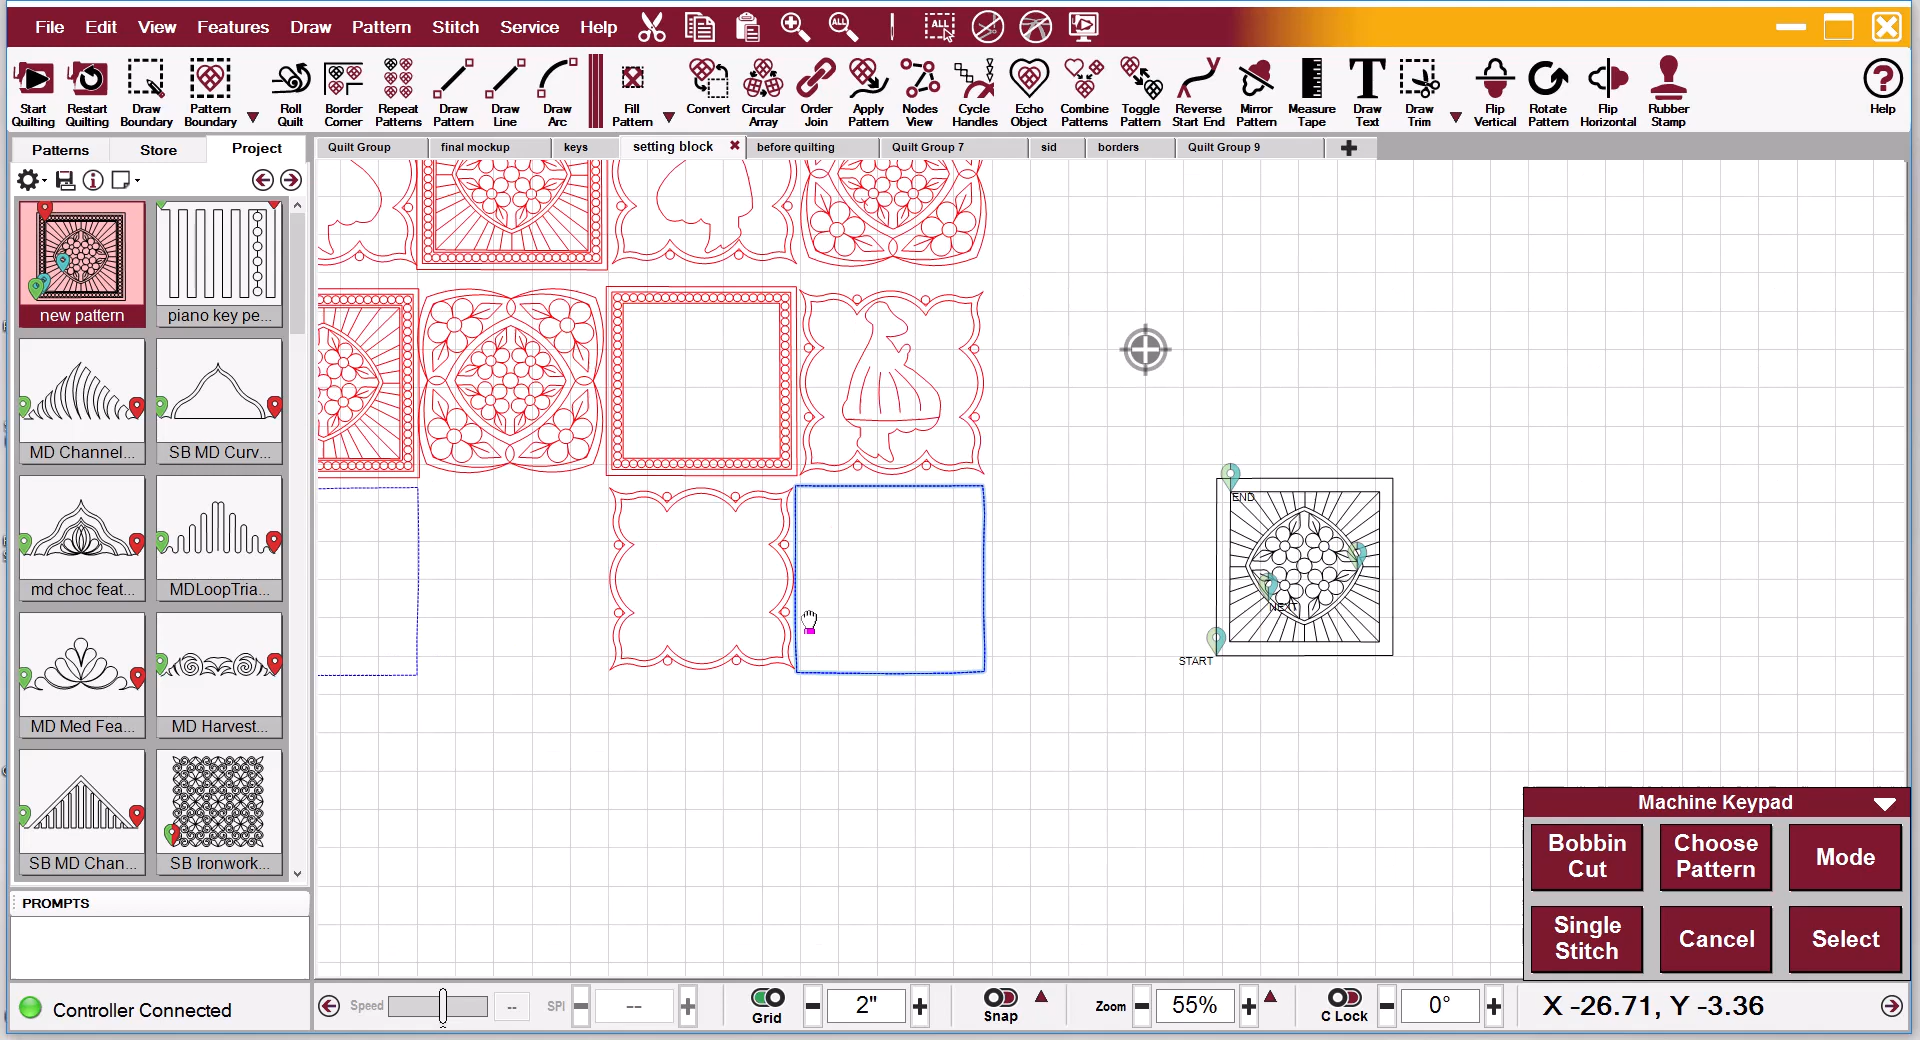 File Edit View Features Draw Pattern Stitch Service Help
ALL
ALL
Start Quilting
Restart Quilting
Draw Boundary
Pattern Boundary
Roll Quilt
Border Corner
Repeat Patterns
Draw Pattern
Draw Line
Draw Arc
Fill Pattern
Convert
Circular Array
Order Join
Apply Pattern
Nodes View
Cycle Handles
Echo Object
Combine Patterns
Toggle Pattern
Reverse Start End
Mirror Pattern
Measure Tape
Draw Text
Draw Trim
Flip Vertical
Rotate Pattern
Flip Horizontal
Rubber Stamp
Help
Patterns Store Project
Quilt Group final mockup keys setting block before quilting Quilt Group 7 sid borders Quilt Group 9
new pattern
piano key pe...
MD Channel...
SB MD Curv...
md choc feat...
MDLoopTria...
MD Med Fea...
MD Harvest...
SB MD Chan...
SB Ironwork...
END
NEXT
START
PROMPTS
Machine Keypad
Bobbin Cut
Choose Pattern
Mode
Single Stitch
Cancel
Select
Controller Connected
Speed -- SPI --
Grid 2"
Snap
Zoom 55%
C Lock 0°
X -26.71, Y -3.36